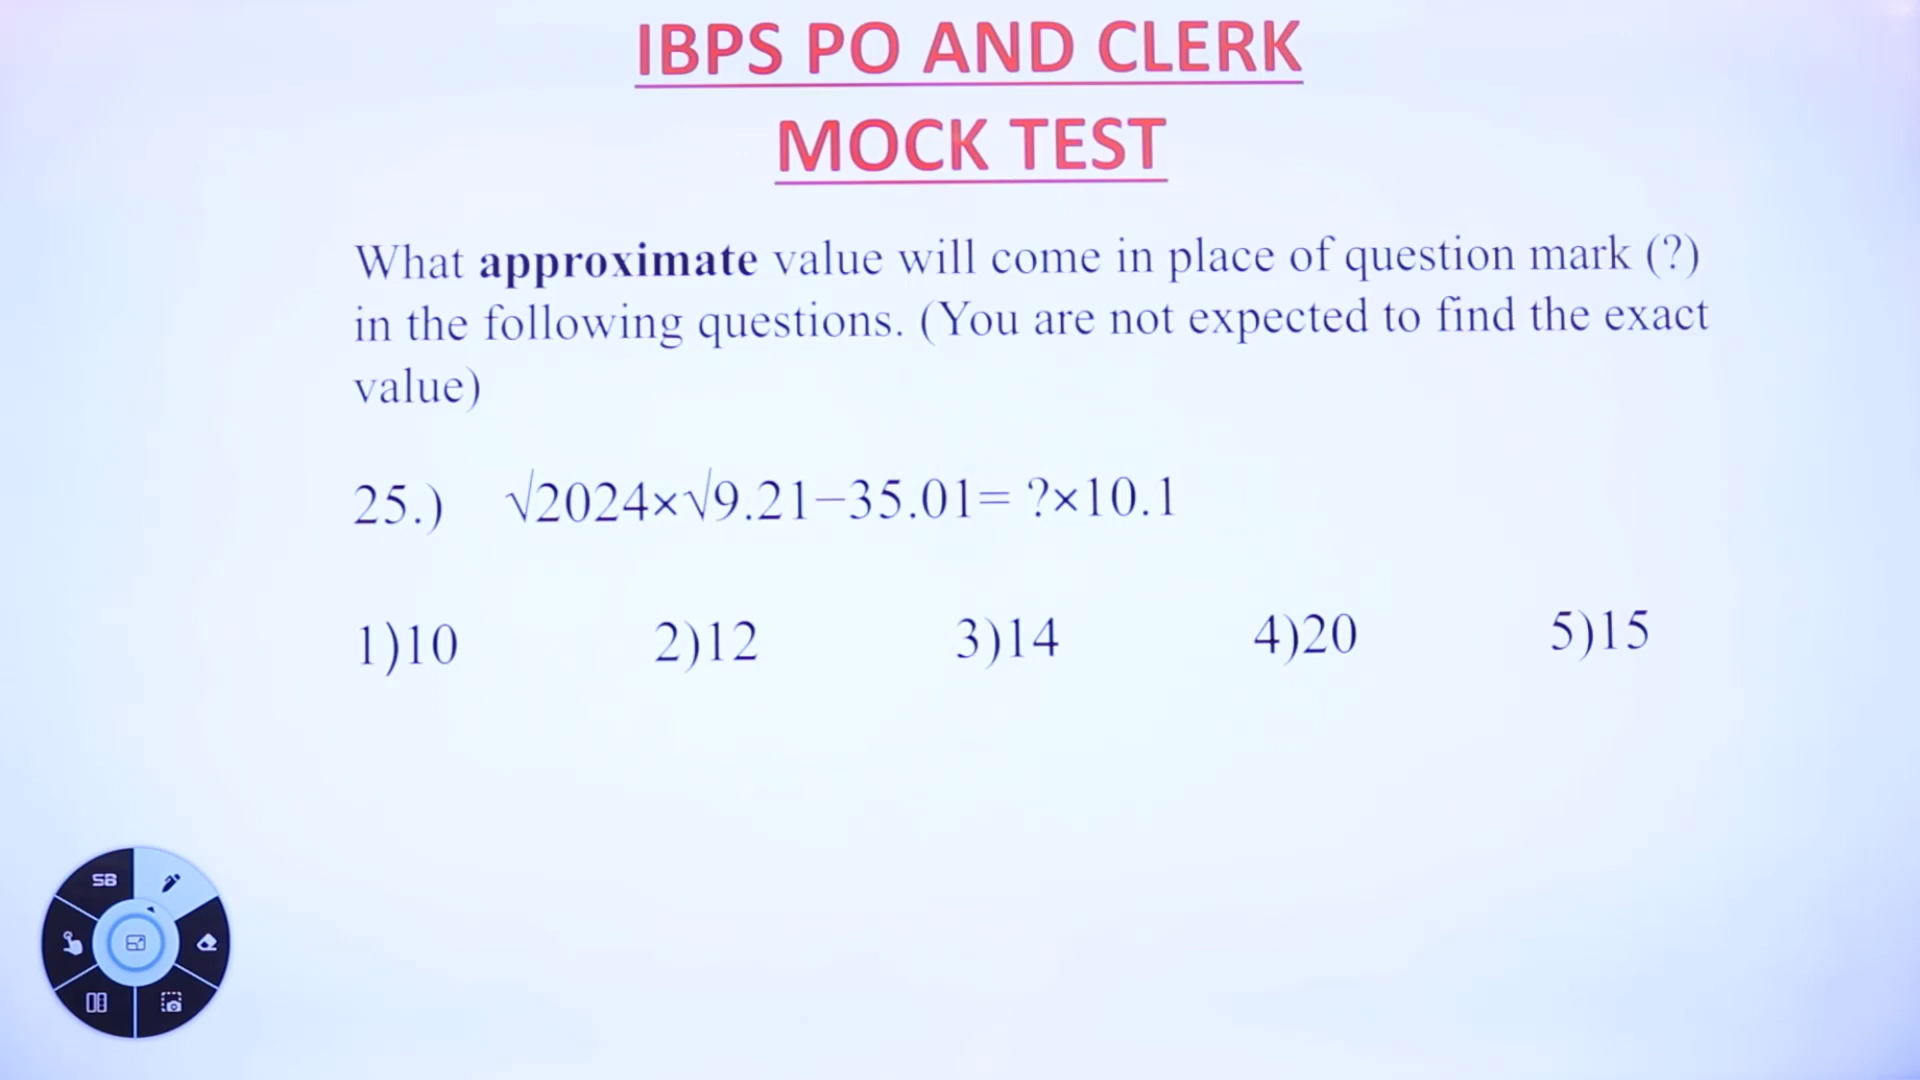 IBPS PO AND CLERK
MOCK TEST
What approximate value will come in place of question mark (?)
in the following questions. (You are not expected to find the exact
value)
25.) √2024×√9.21−35.01= ?×10.1
1)10 2)12 3)14 4)20 5)15
SB